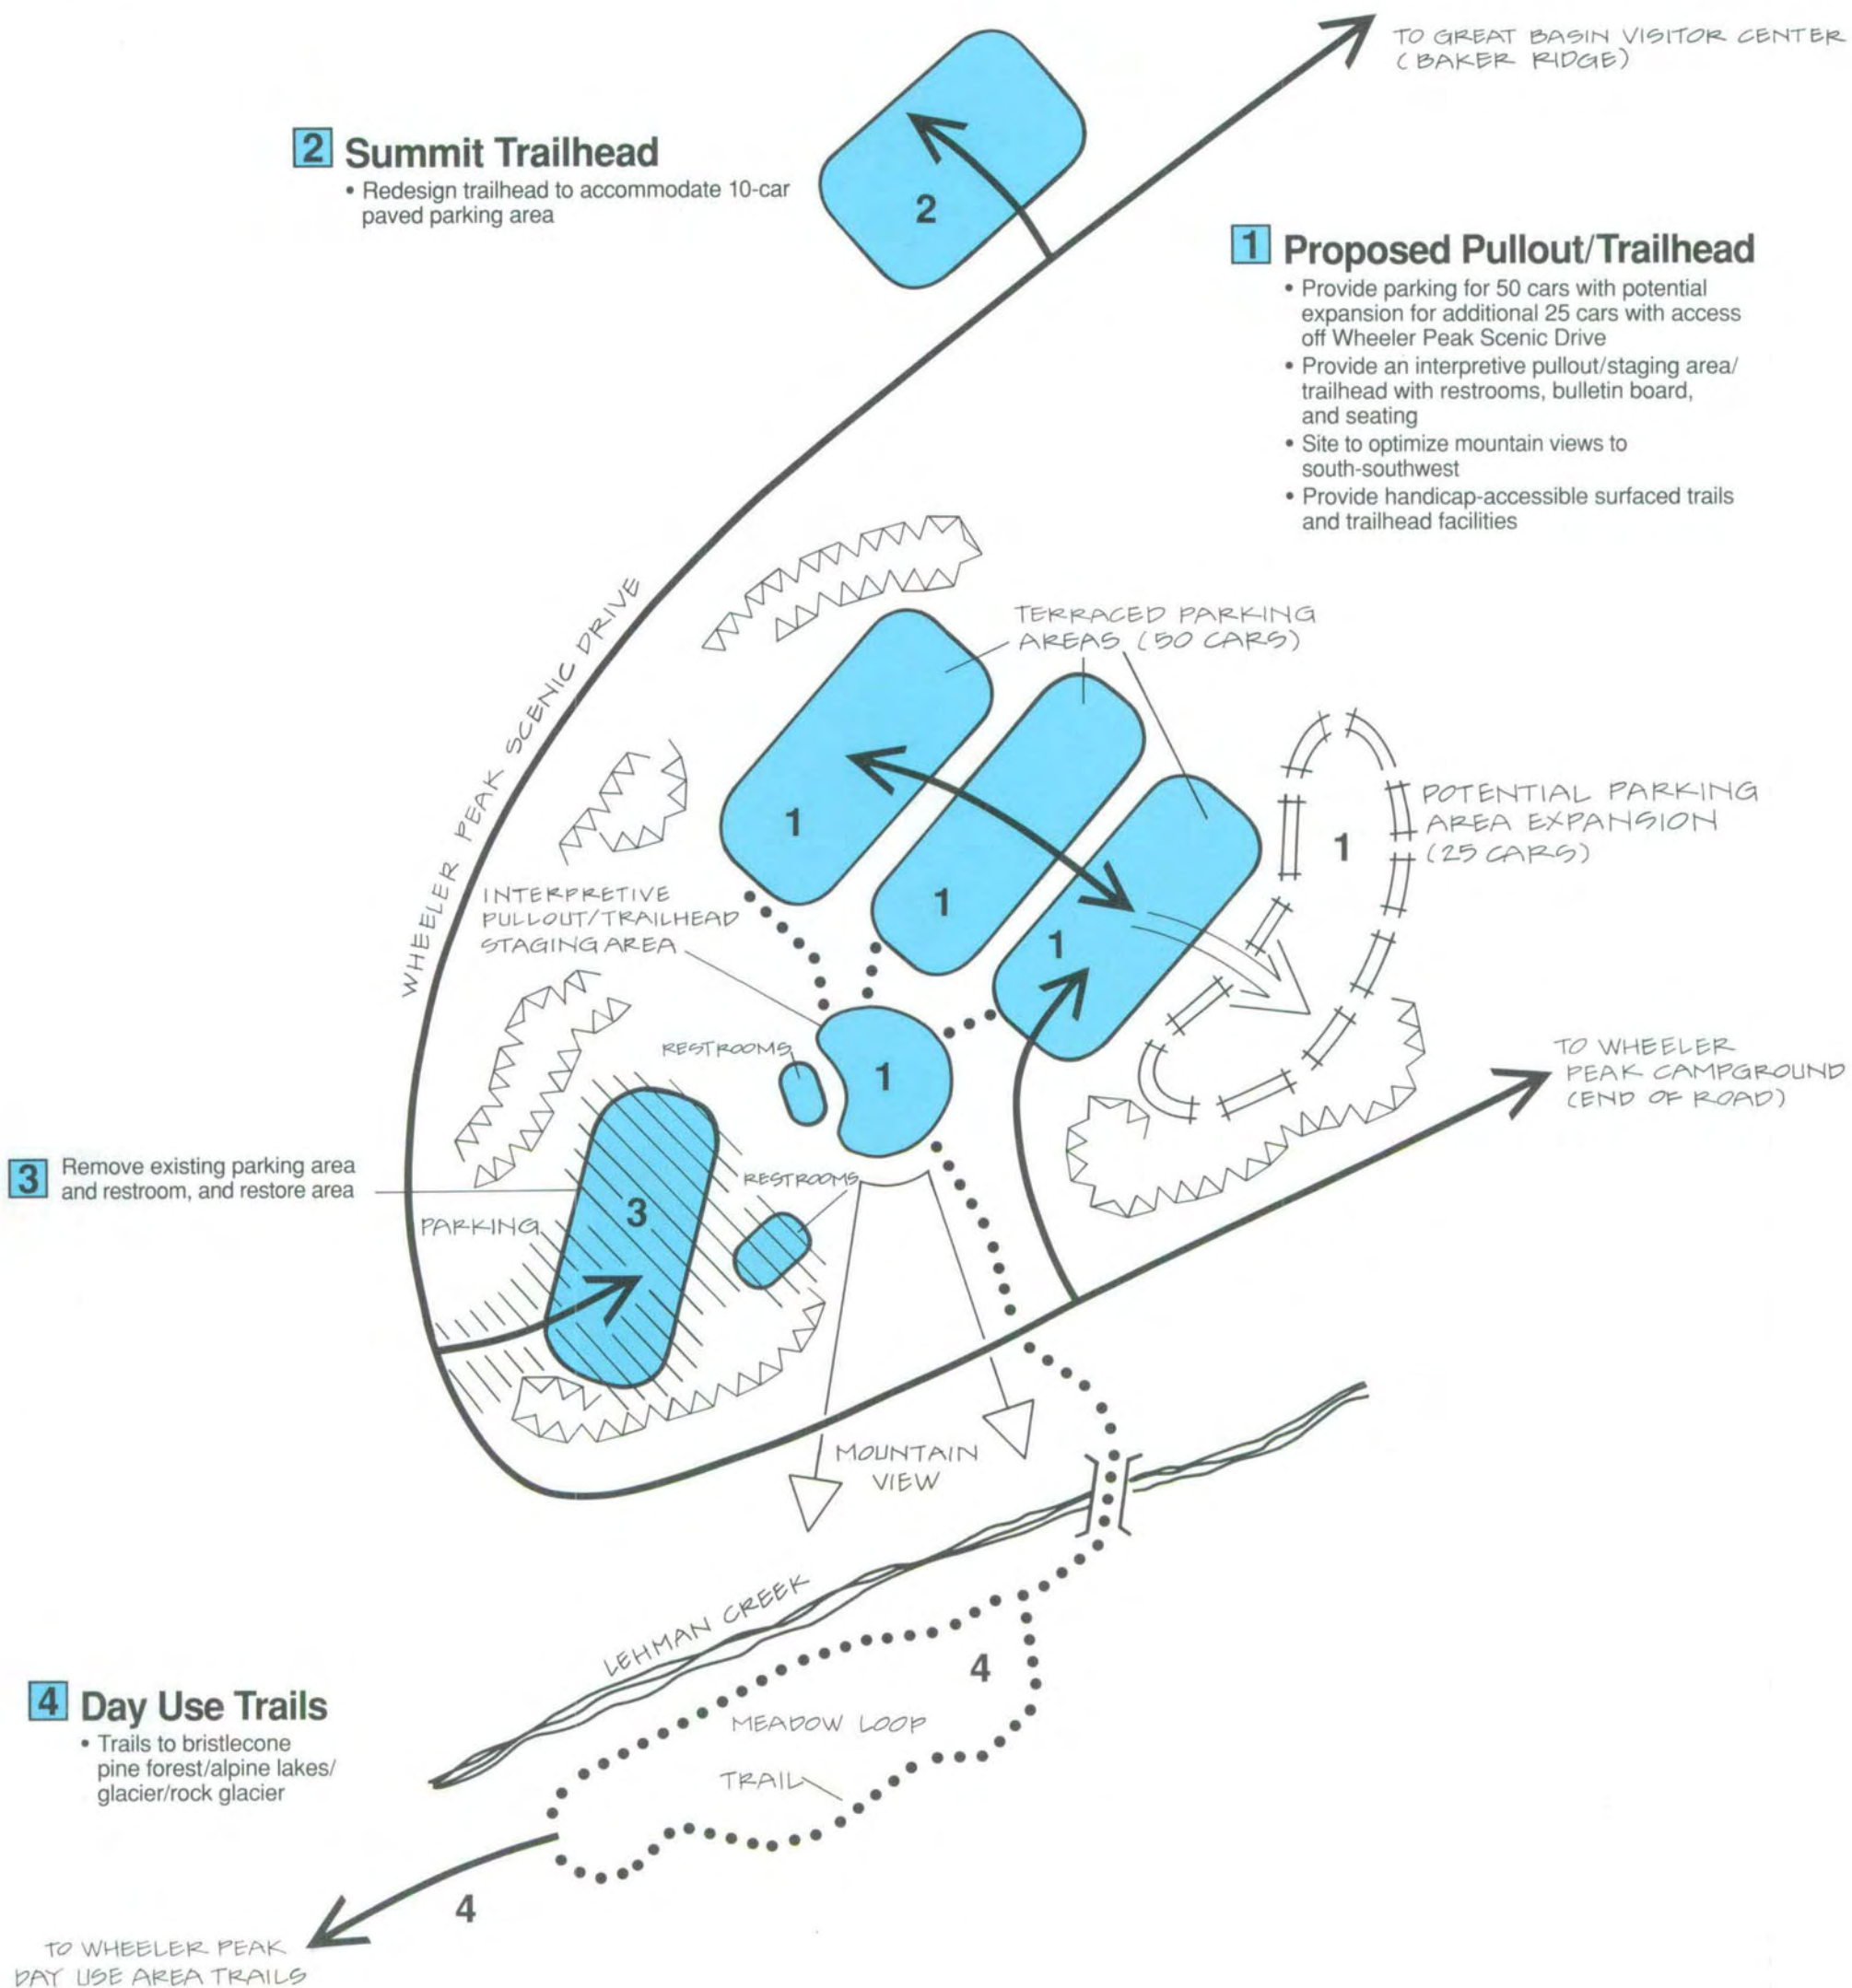 TO GREAT BASIN VISITOR CENTER
(BAKER RIDGE)
2 Summit Trailhead
• Redesign trailhead to accommodate 10-car
paved parking area
2
1 Proposed Pullout/Trailhead
• Provide parking for 50 cars with potential
expansion for additional 25 cars with access
off Wheeler Peak Scenic Drive
• Provide an interpretive pullout/staging area/
trailhead with restrooms, bulletin board,
and seating
• Site to optimize mountain views to
south-southwest
• Provide handicap-accessible surfaced trails
and trailhead facilities
WHEELER PEAK SCENIC DRIVE
TERRACED PARKING
AREAS (50 CARS)
1
1
1
POTENTIAL PARKING
AREA EXPANSION
(25 CARS)
1
INTERPRETIVE
PULLOUT/TRAILHEAD
STAGING AREA
RESTROOMS
1
TO WHEELER
PEAK CAMPGROUND
(END OF ROAD)
3 Remove existing parking area
and restroom, and restore area
PARKING
3
RESTROOMS
MOUNTAIN
VIEW
LEHMAN CREEK
4
MEADOW LOOP
TRAIL
4 Day Use Trails
• Trails to bristlecone
pine forest/alpine lakes/
glacier/rock glacier
4
TO WHEELER PEAK
DAY USE AREA TRAILS